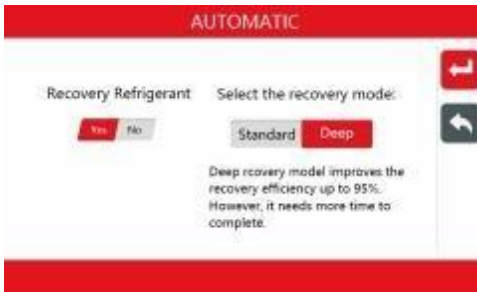 AUTOMATIC
Recovery Refrigerant
Yes No
Select the recovery mode:
Standard Deep
Deep rcovery model improves the
recovery efficiency up to 95%.
However, it needs more time to
complete.